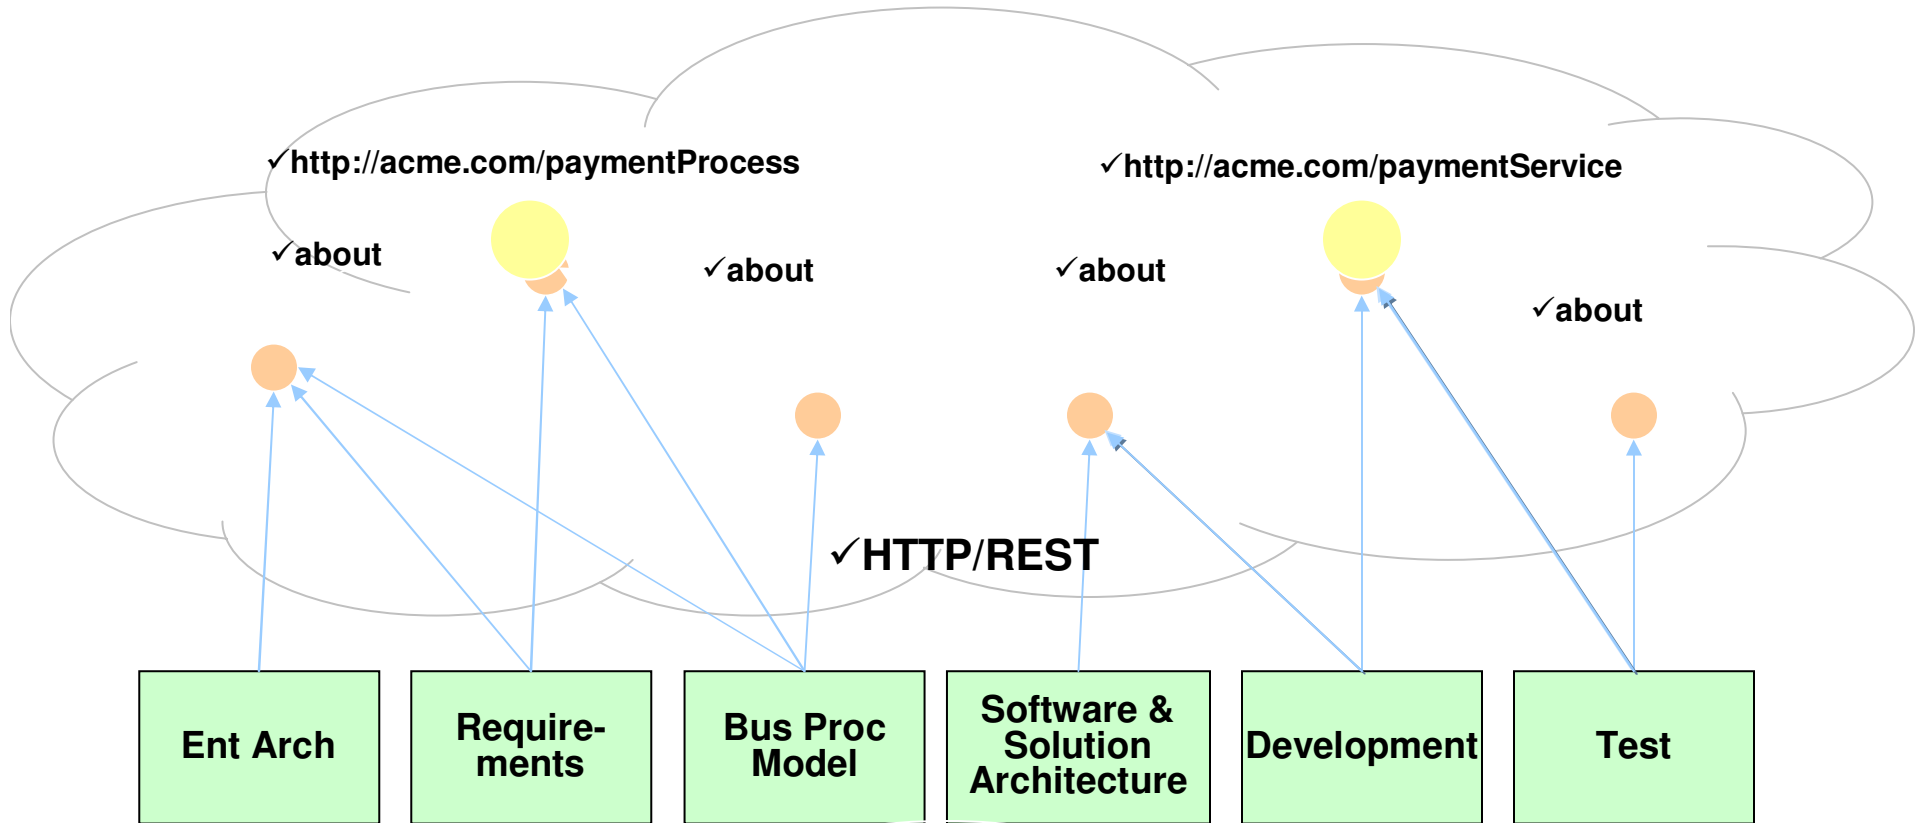 ✓http://acme.com/paymentProcess
✓http://acme.com/paymentService
✓about
✓about
✓about
✓about
✓HTTP/REST
Ent Arch
Require-
ments
Bus Proc
Model
Software &
Solution
Architecture
Development
Test